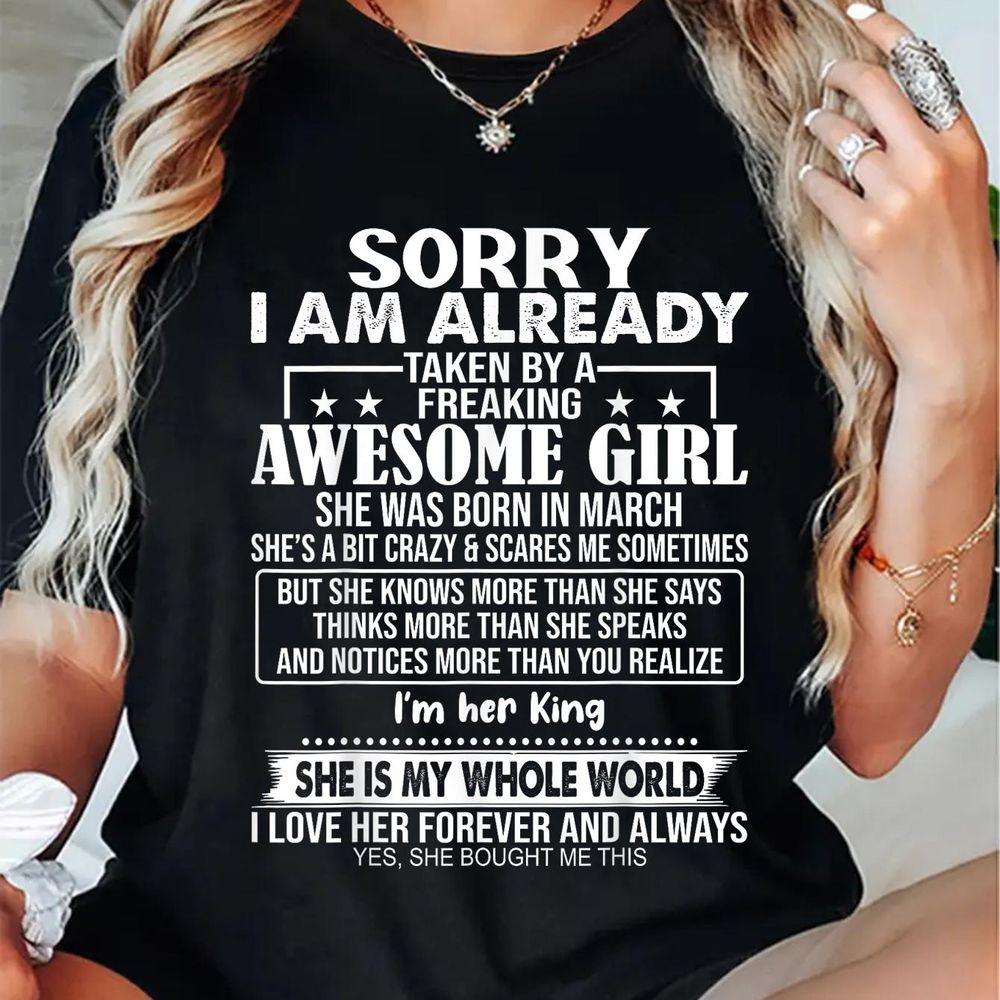 SORRY
I AM ALREADY
TAKEN BY A
FREAKING
AWESOME GIRL
SHE WAS BORN IN MARCH
SHE'S A BIT CRAZY & SCARES ME SOMETIMES
BUT SHE KNOWS MORE THAN SHE SAYS
THINKS MORE THAN SHE SPEAKS
AND NOTICES MORE THAN YOU REALIZE
I'm her King
SHE IS MY WHOLE WORLD
I LOVE HER FOREVER AND ALWAYS
YES, SHE BOUGHT ME THIS